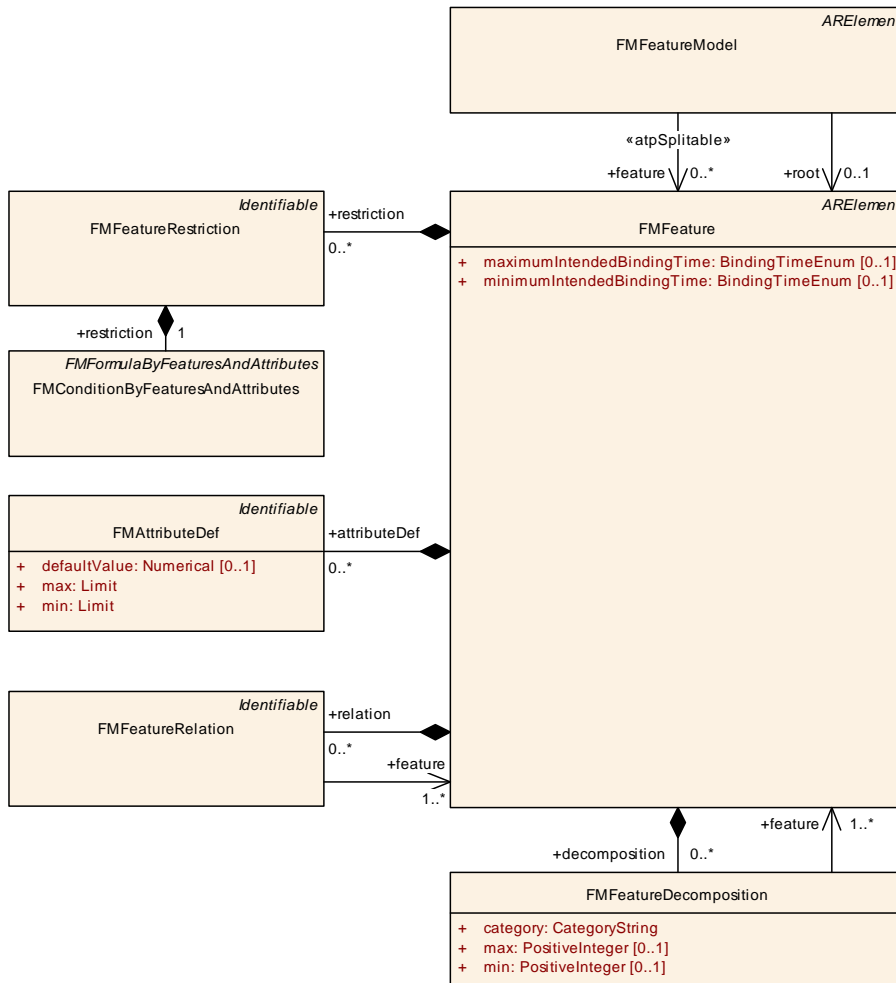 ARElemen
FMFeatureModel
«atpSplitable»
+feature 0..*
+root 0..1
Identifiable
FMFeatureRestriction
+restriction
0..*
ARElemen
FMFeature
+ maximumIntendedBindingTime: BindingTimeEnum [0..1]
+ minimumIntendedBindingTime: BindingTimeEnum [0..1]
+restriction 1
FMFormulaByFeaturesAndAttributes
FMConditionByFeaturesAndAttributes
Identifiable
FMAttributeDef
+ defaultValue: Numerical [0..1]
+ max: Limit
+ min: Limit
+attributeDef
0..*
Identifiable
FMFeatureRelation
+relation
0..*
+feature
1..*
+feature 1..*
+decomposition 0..*
FMFeatureDecomposition
+ category: CategoryString
+ max: PositiveInteger [0..1]
+ min: PositiveInteger [0..1]